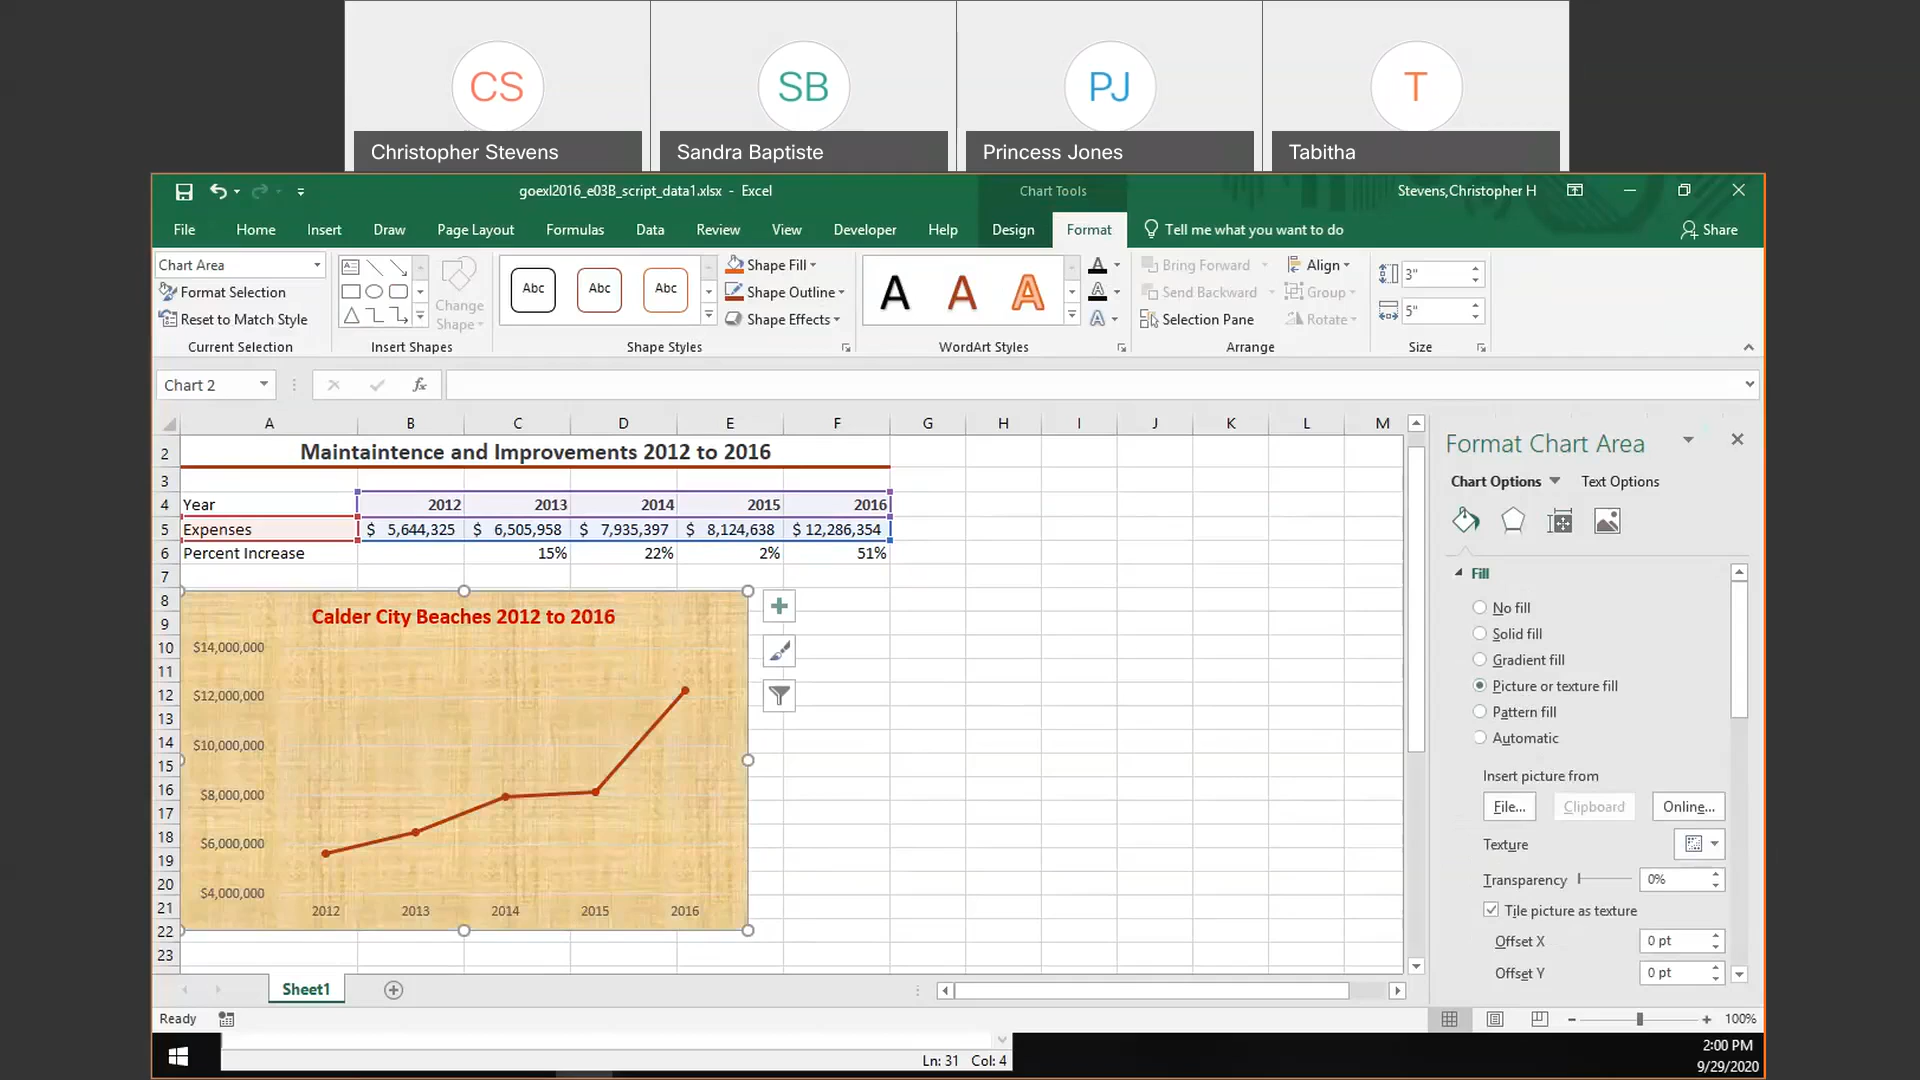 CS SB PJ T
Christopher Stevens Sandra Baptiste Princess Jones Tabitha
goexl2016_e03B_script_data1.xlsx - Excel Chart Tools Stevens,Christopher H
File Home Insert Draw Page Layout Formulas Data Review View Developer Help Design Format Tell me what you want to do Share
Chart Area
Format Selection
Reset to Match Style
Current Selection
Change
Shape
Insert Shapes
Abc Abc Abc
Shape Fill
Shape Outline
Shape Effects
Shape Styles
A A A
A
A
A
WordArt Styles
Bring Forward
Send Backward
Selection Pane
Align
Group
Rotate
Arrange
3"
5"
Size
Chart 2 fx
A B C D E F G H I J K L M
2 Maintaintence and Improvements 2012 to 2016
3
4 Year 2012 2013 2014 2015 2016
5 Expenses $ 5,644,325 $ 6,505,958 $ 7,935,397 $ 8,124,638 $ 12,286,354
6 Percent Increase 15% 22% 2% 51%
7
8
9
10
11
12
13
14
15
16
17
18
19
20
21
22
23
Calder City Beaches 2012 to 2016
$14,000,000
$12,000,000
$10,000,000
$8,000,000
$6,000,000
$4,000,000
2012 2013 2014 2015 2016
Format Chart Area
Chart Options Text Options
Fill
No fill
Solid fill
Gradient fill
Picture or texture fill
Pattern fill
Automatic
Insert picture from
File... Clipboard Online...
Texture
Transparency 0%
Tile picture as texture
Offset X 0 pt
Offset Y 0 pt
Sheet1
Ready 100%
Ln: 31 Col: 4
2:00 PM
9/29/2020